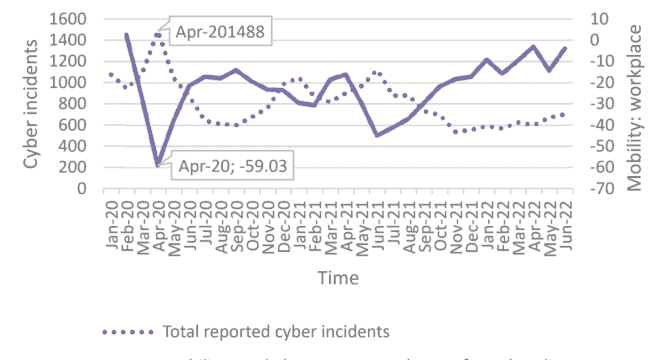 1600
1400
1200
1000
800
600
400
200
0
Cyber incidents
10
0
-10
-20
-30
-40
-50
-60
-70
Mobility: workplace
Apr-201488
Apr-20; -59.03
Jan-20
Feb-20
Mar-20
Apr-20
May-20
Jun-20
Jul-20
Aug-20
Sep-20
Oct-20
Nov-20
Dec-20
Jan-21
Feb-21
Mar-21
Apr-21
May-21
Jun-21
Jul-21
Aug-21
Sep-21
Oct-21
Nov-21
Dec-21
Jan-22
Feb-22
Mar-22
Apr-22
May-22
Jun-22
Time
Total reported cyber incidents